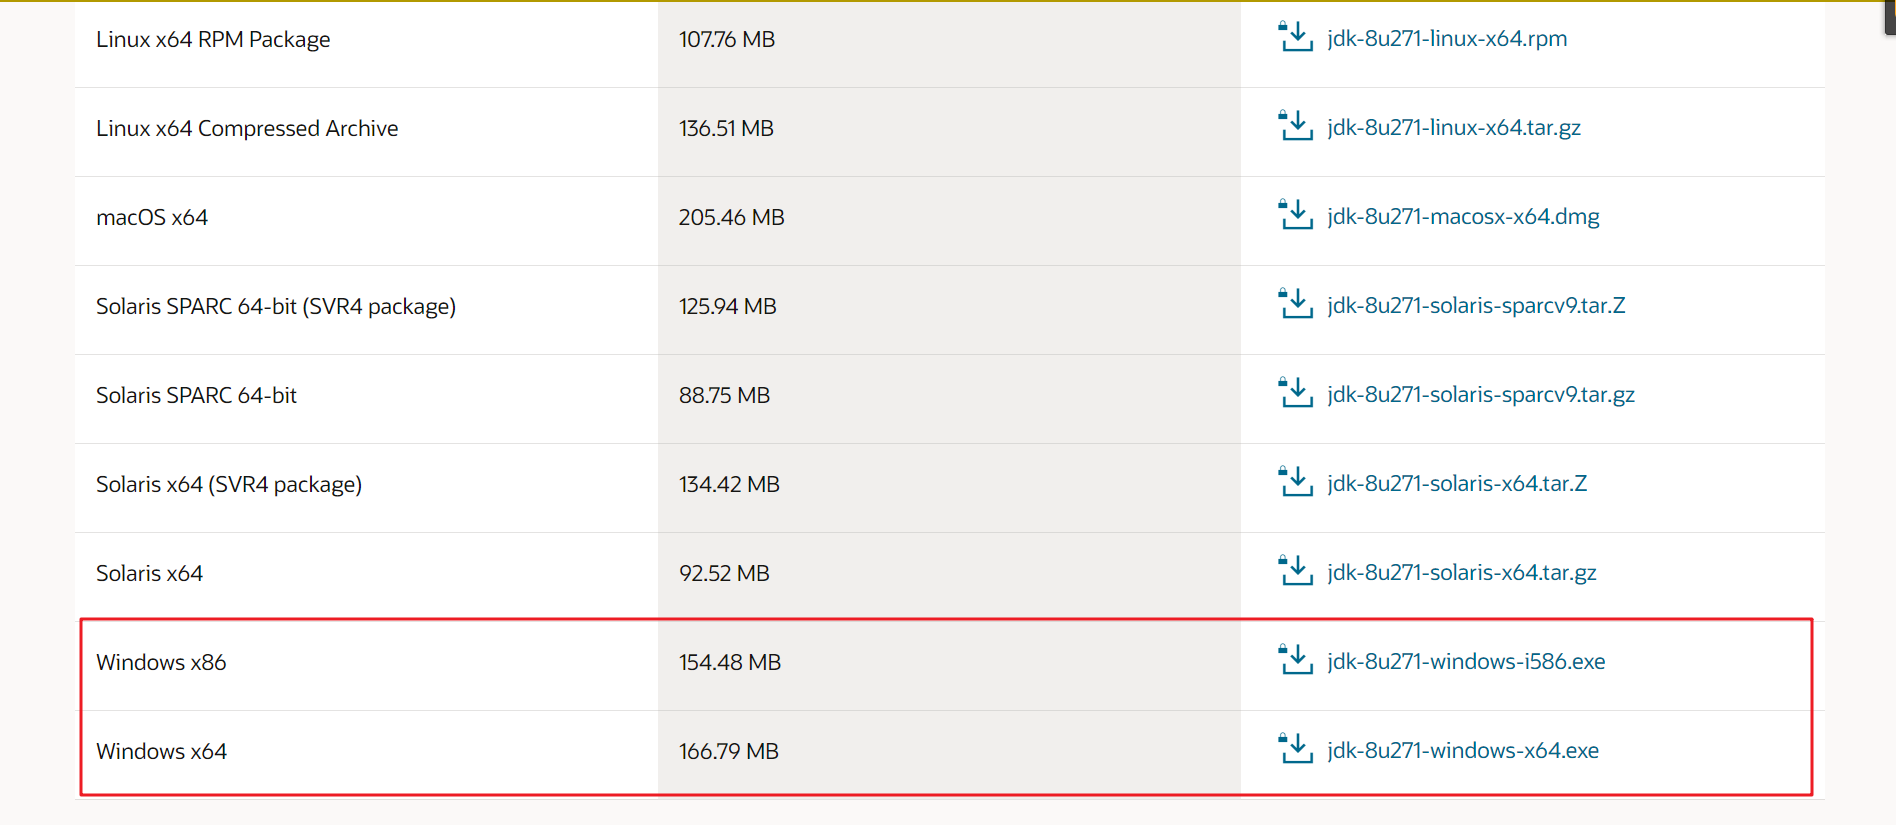 Linux x64 RPM Package 107.76 MB jdk-8u271-linux-x64.rpm
Linux x64 Compressed Archive 136.51 MB jdk-8u271-linux-x64.tar.gz
macOS x64 205.46 MB jdk-8u271-macosx-x64.dmg
Solaris SPARC 64-bit (SVR4 package) 125.94 MB jdk-8u271-solaris-sparcv9.tar.Z
Solaris SPARC 64-bit 88.75 MB jdk-8u271-solaris-sparcv9.tar.gz
Solaris x64 (SVR4 package) 134.42 MB jdk-8u271-solaris-x64.tar.Z
Solaris x64 92.52 MB jdk-8u271-solaris-x64.tar.gz
Windows x86 154.48 MB jdk-8u271-windows-i586.exe
Windows x64 166.79 MB jdk-8u271-windows-x64.exe